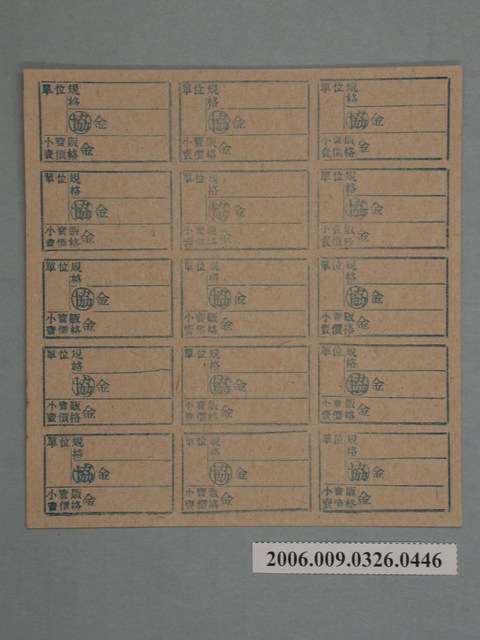 單位規
格
協金
小賣販
賣價格金
單位規
格
協金
小賣販
賣價格金
單位規
格
協金
小賣販
賣價格金
單位規
格
協金
小賣販
賣價格金
單位規
格
協金
小賣販
賣價格金
單位規
格
協金
小賣販
賣價格金
單位規
格
協金
小賣販
賣價格金
單位規
格
協金
小賣販
賣價格金
單位規
格
協金
小賣販
賣價格金
單位規
格
協金
小賣販
賣價格金
單位規
格
協金
小賣販
賣價格金
單位規
格
協金
小賣販
賣價格金
單位規
格
協金
小賣販
賣價格金
單位規
格
協金
小賣販
賣價格金
單位規
格
協金
小賣販
賣價格金
2006.009.0326.0446